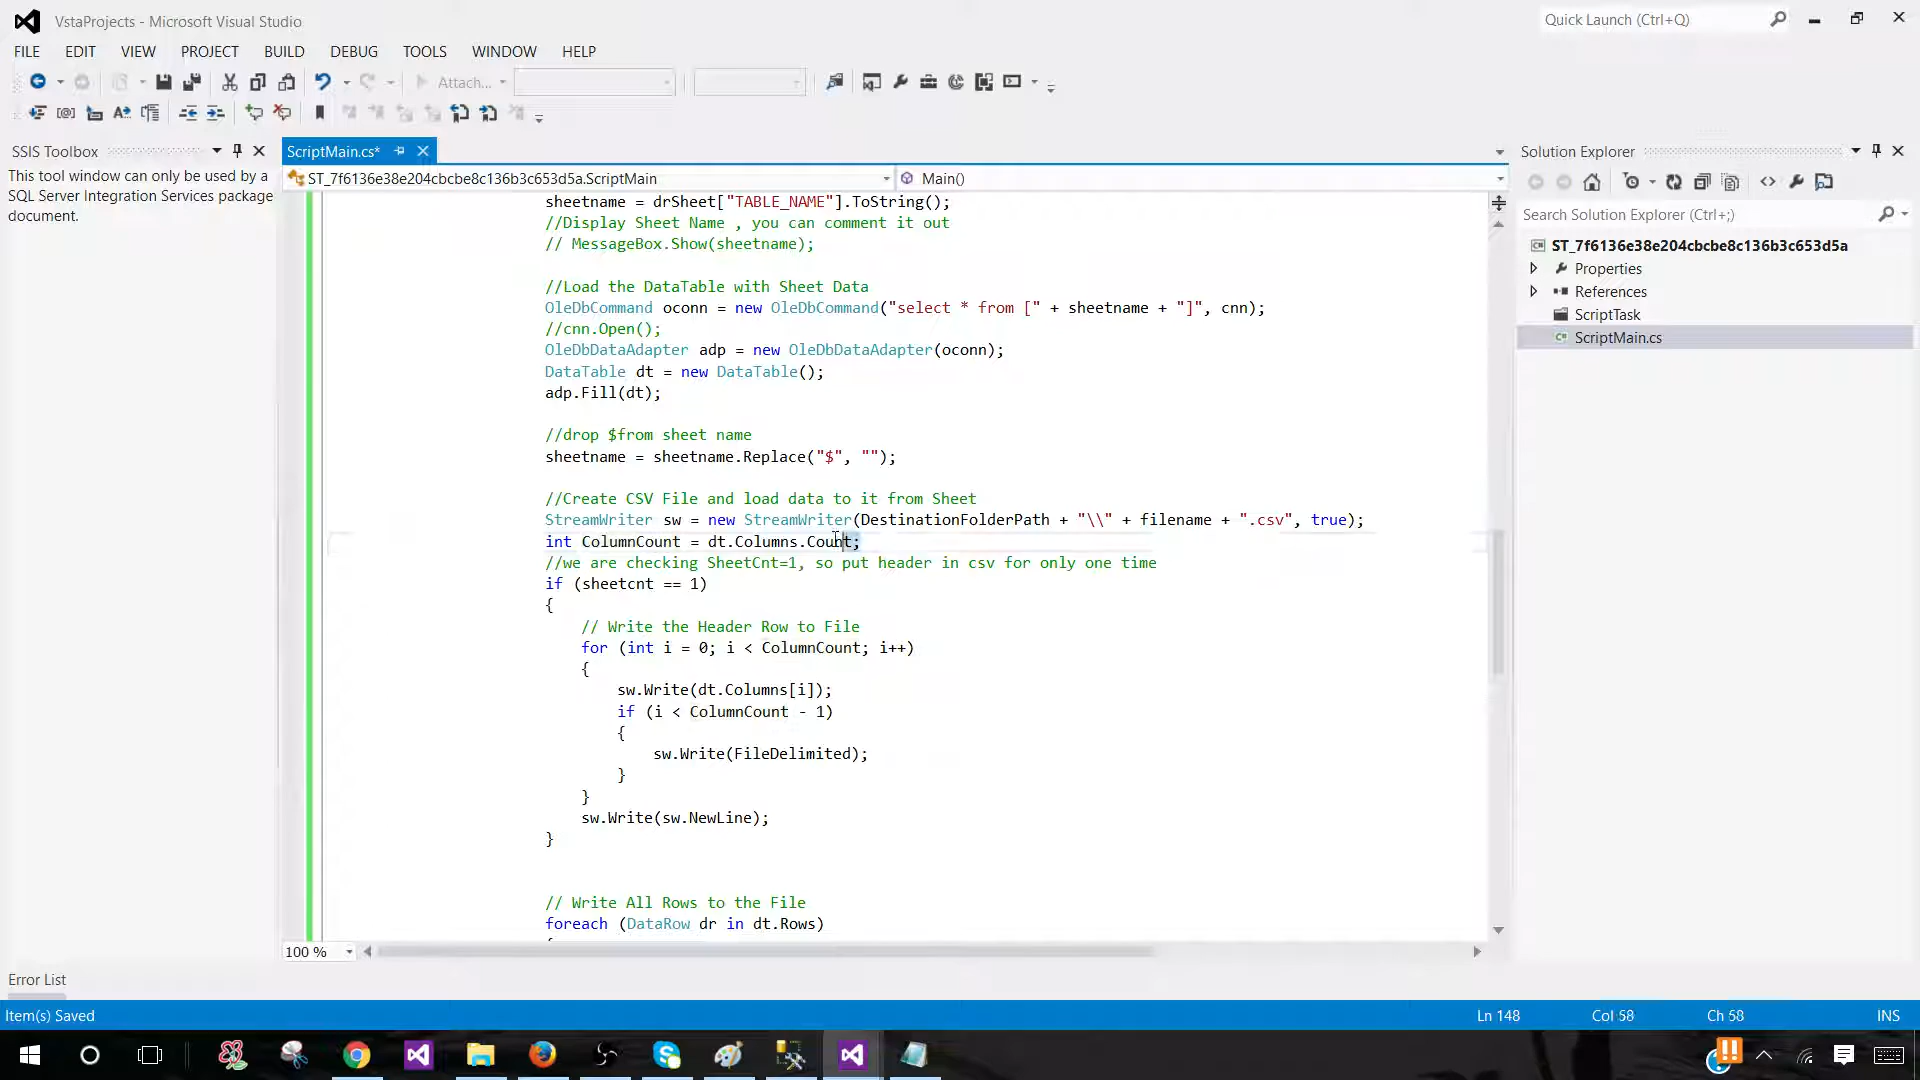 VstaProjects - Microsoft Visual Studio
Quick Launch (Ctrl+Q)
FILE EDIT VIEW PROJECT BUILD DEBUG TOOLS WINDOW HELP
Attach...
SSIS Toolbox
This tool window can only be used by a
SQL Server Integration Services package
document.
ScriptMain.cs*
ST_7f6136e38e204cbcbe8c136b3c653d5a.ScriptMain
Main()
sheetname = drSheet["TABLE_NAME"].ToString();
//Display Sheet Name , you can comment it out
// MessageBox.Show(sheetname);
//Load the DataTable with Sheet Data
OleDbCommand oconn = new OleDbCommand("select * from [" + sheetname + "]", cnn);
//cnn.Open();
OleDbDataAdapter adp = new OleDbDataAdapter(oconn);
DataTable dt = new DataTable();
adp.Fill(dt);
//drop $from sheet name
sheetname = sheetname.Replace("$", "");
//Create CSV File and load data to it from Sheet
StreamWriter sw = new StreamWriter(DestinationFolderPath + "\\" + filename + ".csv", true);
int ColumnCount = dt.Columns.Count;
//we are checking SheetCnt=1, so put header in csv for only one time
if (sheetcnt == 1)
{
// Write the Header Row to File
for (int i = 0; i < ColumnCount; i++)
{
sw.Write(dt.Columns[i]);
if (i < ColumnCount - 1)
{
sw.Write(FileDelimited);
}
}
sw.Write(sw.NewLine);
}
// Write All Rows to the File
foreach (DataRow dr in dt.Rows)
{
100 %
Solution Explorer
Search Solution Explorer (Ctrl+;)
ST_7f6136e38e204cbcbe8c136b3c653d5a
Properties
References
ScriptTask
ScriptMain.cs
Error List
Item(s) Saved
Ln 148
Col 58
Ch 58
INS